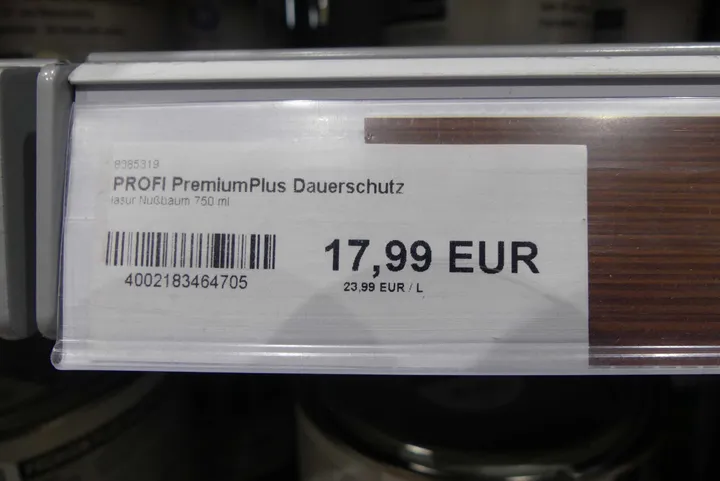 8385319
PROFI PremiumPlus Dauerschutz
lasur Nußbaum 750 ml
4002183464705
17,99 EUR
23,99 EUR / L